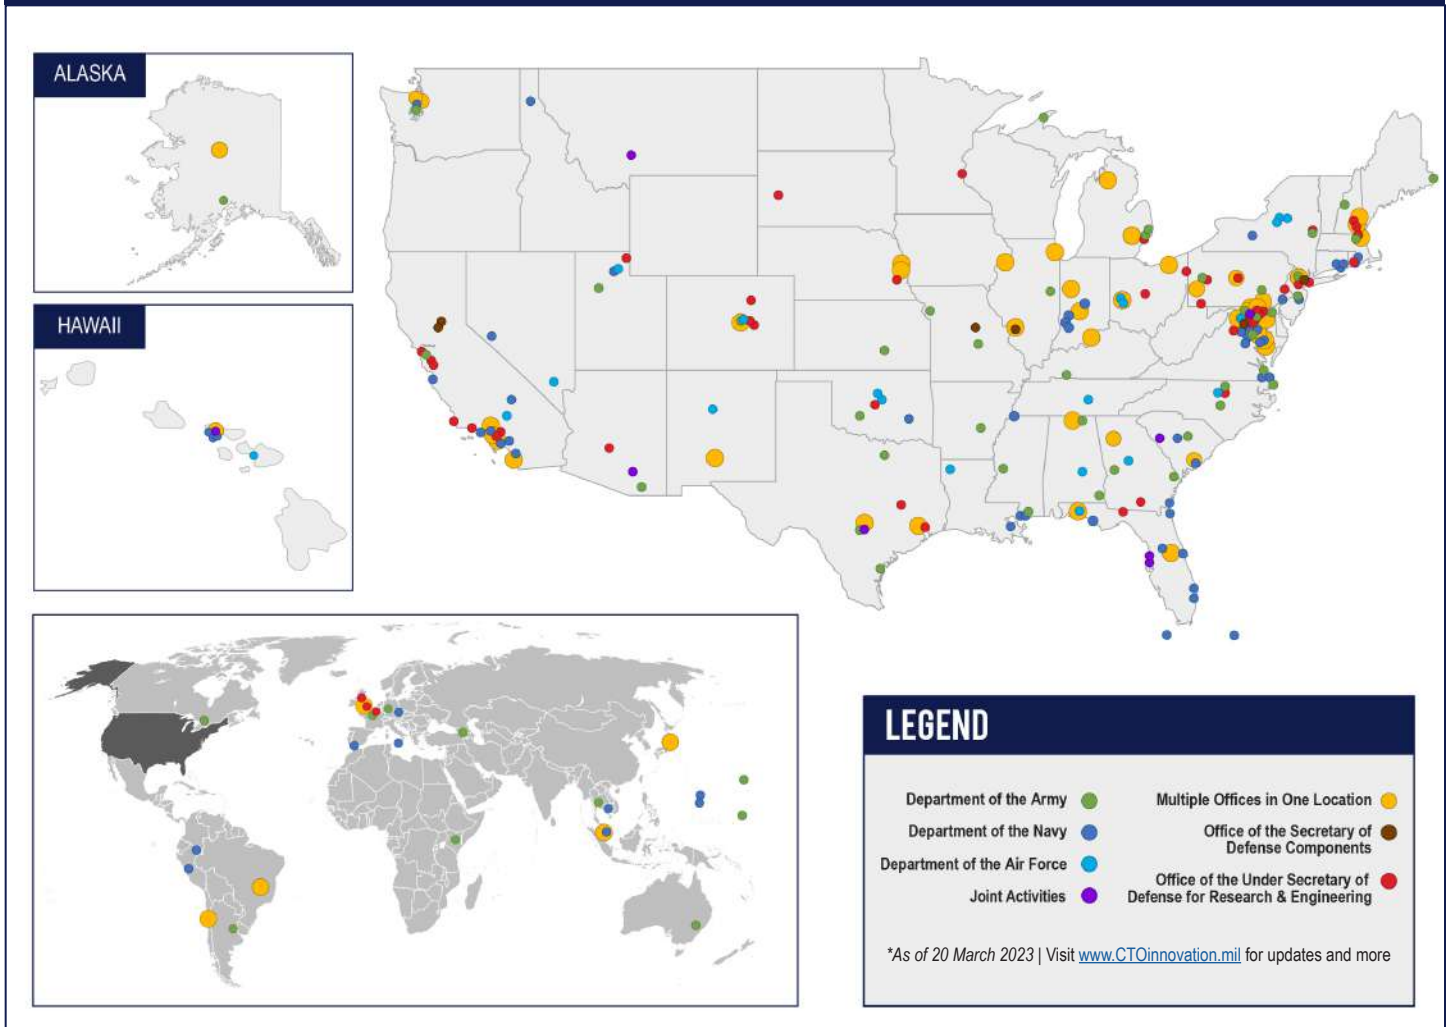 ALASKA
HAWAII
LEGEND
Department of the Army
Department of the Navy
Department of the Air Force
Joint Activities
Multiple Offices in One Location
Office of the Secretary of
Defense Components
Office of the Under Secretary of
Defense for Research & Engineering
*As of 20 March 2023 | Visit www.CTOinnovation.mil for updates and more